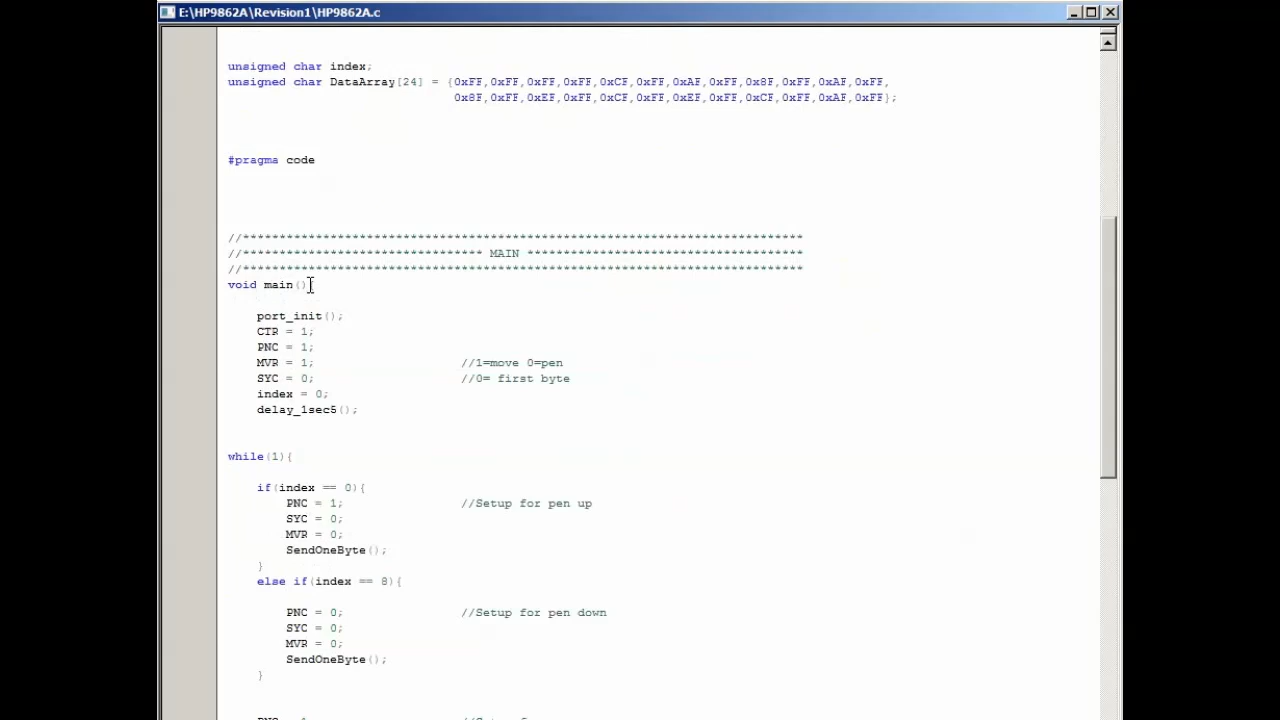 E:\HP9862A\Revision1\HP9862A.c
unsigned char index;
unsigned char DataArray[24] = {0xFF,0xFF,0xFF,0xFF,0xCF,0xFF,0xAF,0xFF,0x8F,0xFF,0xAF,0xFF,
0x8F,0xFF,0xEF,0xFF,0xCF,0xFF,0xEF,0xFF,0xCF,0xFF,0xAF,0xFF};
#pragma code
//*****************************************************************************
//********************************* MAIN **************************************
//*****************************************************************************
void main(){
port_init();
CTR = 1;
PNC = 1;
MVR = 1; //1=move 0=pen
SYC = 0; //0= first byte
index = 0;
delay_1sec5();
while(1){
if(index == 0){
PNC = 1; //Setup for pen up
SYC = 0;
MVR = 0;
SendOneByte();
}
else if(index == 8){
PNC = 0; //Setup for pen down
SYC = 0;
MVR = 0;
SendOneByte();
}